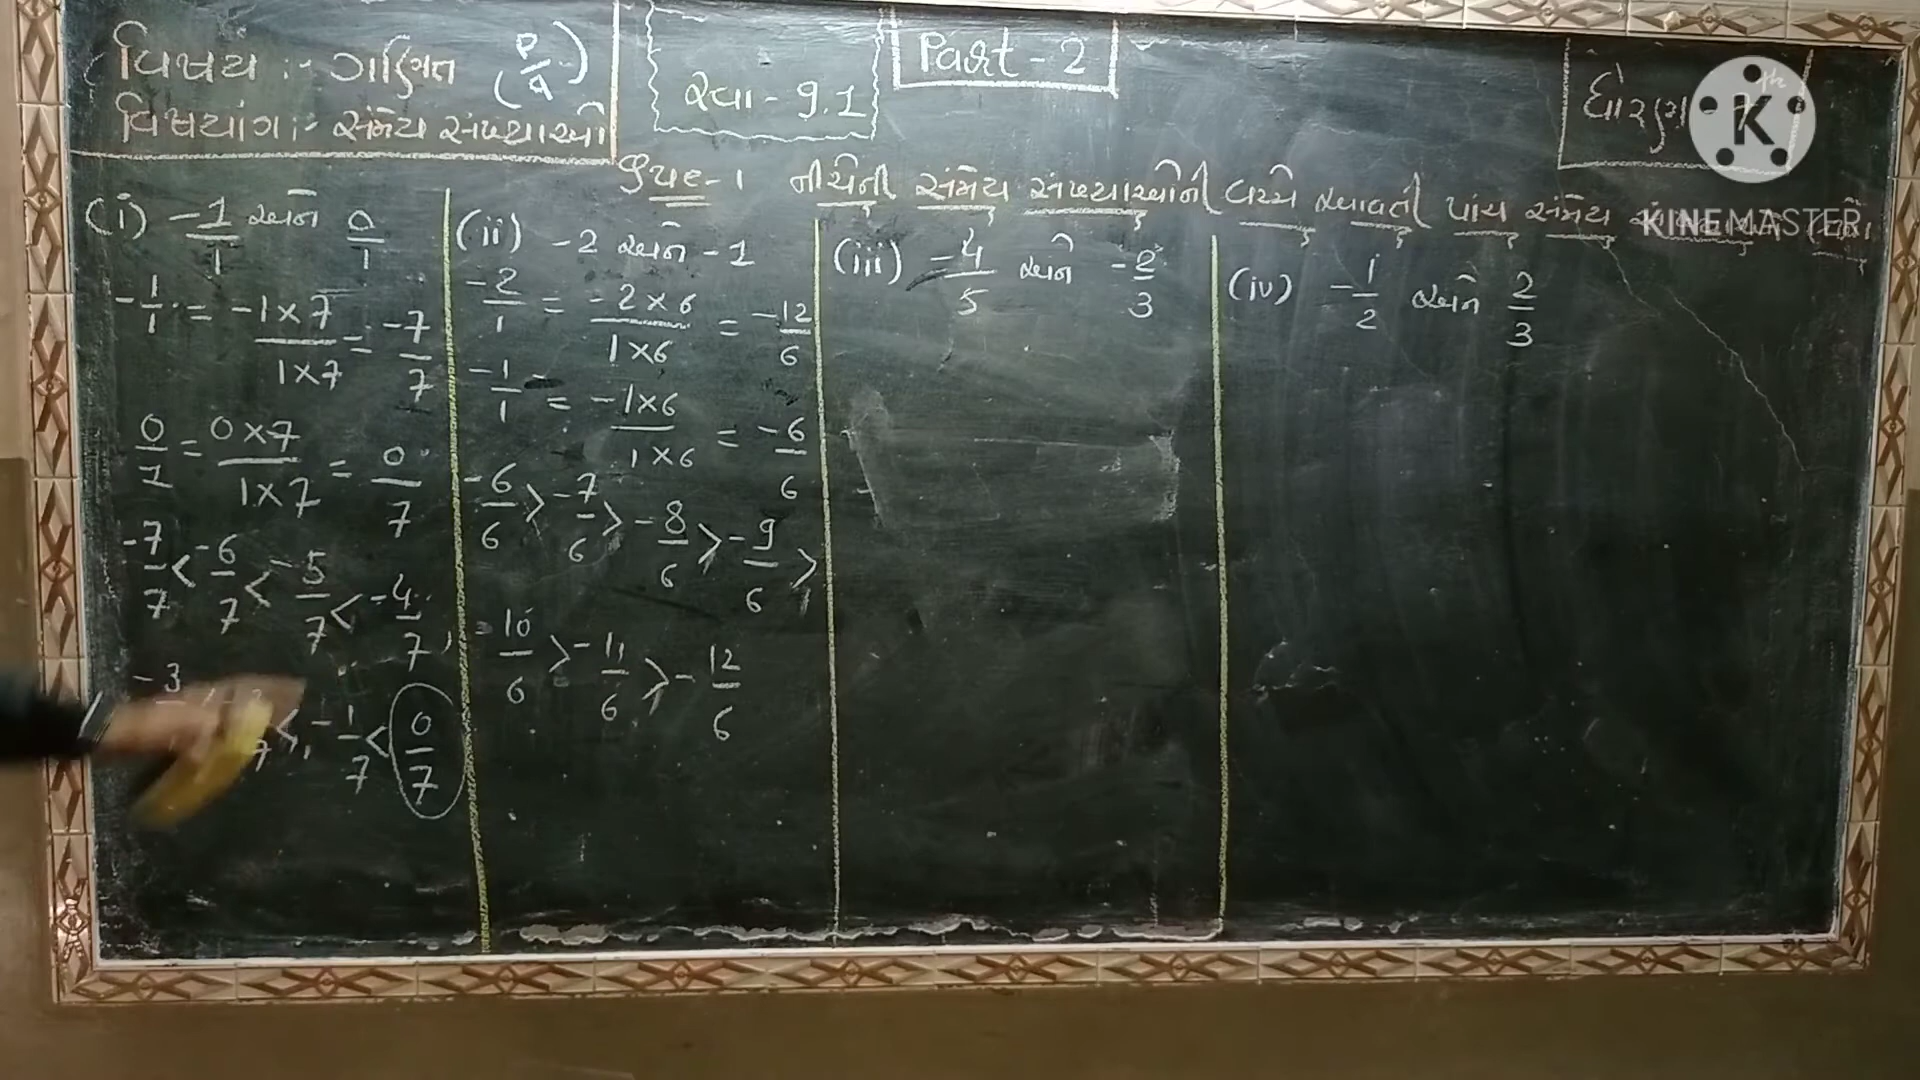 વિષય :- ગણિત (P/q)
વિષયાંગ :- સંમેય સંખ્યાઓ
સ્વા - 9.1
Part - 2
ધોરણ
KINEMASTER
પ્રશ્ન-1 નીચેની સંમેય સંખ્યાઓની વચ્ચે આવતી પાંચ સંમેય
(i) -1/1 અને 0/1
-1/1 = -1×7/1×7 = -7/7
0/1 = 0×7/1×7 = 0/7
-7/7 < -6/7 < -5/7 < -4/7
-3 < -1/7 < 0/7
(ii) -2 અને -1
-2/1 = -2×6/1×6 = -12/6
-1/1 = -1×6/1×6 = -6/6
-6/6 > -7/6 > -8/6 > -9/6 >
-10/6 > -11/6 > -12/6
(iii) -4/5 અને -2/3
(iv) -1/2 અને 2/3